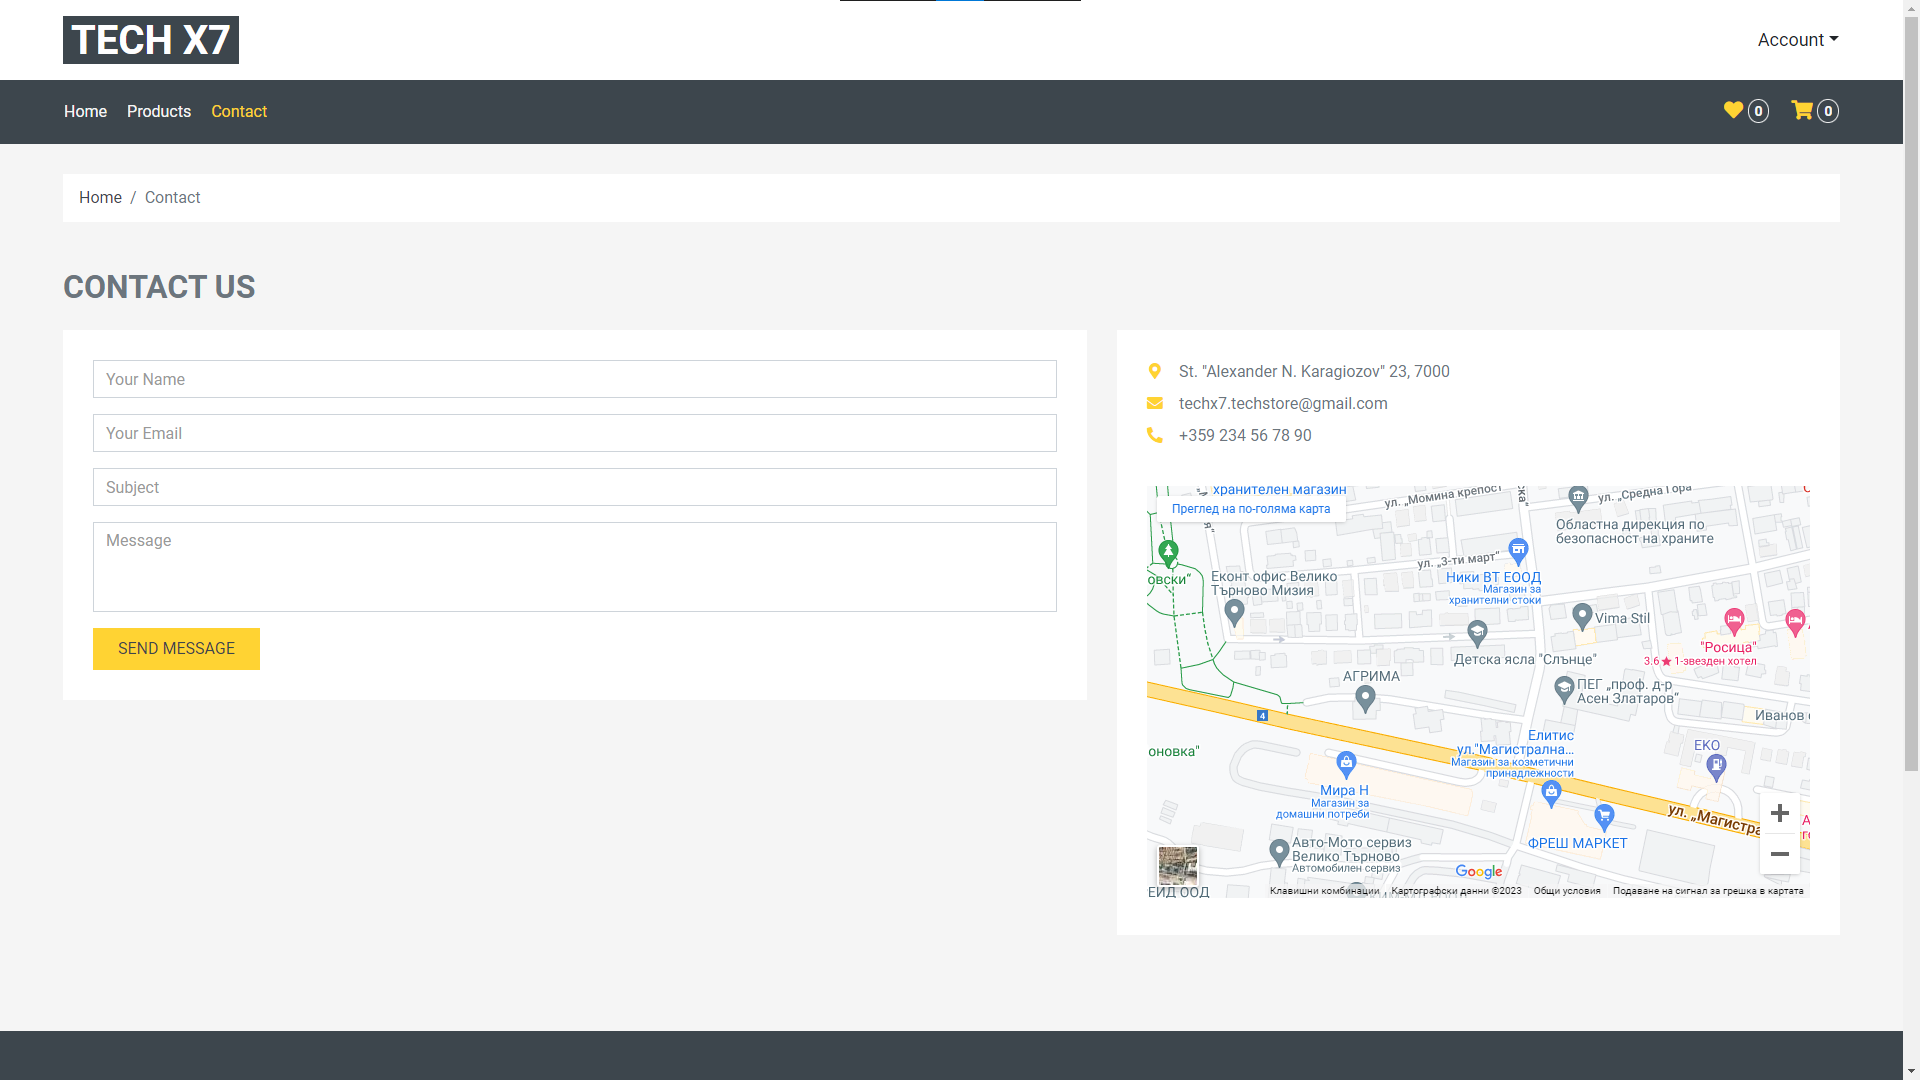 TECH X7
Account
Home Products Contact
0 0
Home / Contact
CONTACT US
Your Name
Your Email
Subject
Message
SEND MESSAGE
St. "Alexander N. Karagiozov" 23, 7000
techx7.techstore@gmail.com
+359 234 56 78 90
хранителен магазин
Преглед на по-голяма карта
ул. „Момина крепост
ул. „Средна Гора
Областна дирекция по
безопасност на храните
ул. „3-ти март“
Ники ВТ ЕООД
Магазин за
хранителни стоки
овски“
Еконт офис Велико
Търново Мизия
Vima Stil
"Росица"
3.6★ 1-звезден хотел
Детска ясла "Слънце"
АГРИМА
ПЕГ „проф. д-р
Асен Златаров“
Иванов
4
Елитис
ул."Магистрална...
Магазин за козметични
принадлежности
ЕКО
оновка"
Мира Н
Магазин за
домашни потреби
ул. „Магистра
ФРЕШ МАРКЕТ
Авто-Мото сервиз
Велико Търново
Автомобилен сервиз
ЕИД ООД
Google
Клавишни комбинации Картографски данни ©2023 Общи условия Подаване на сигнал за грешка в картата